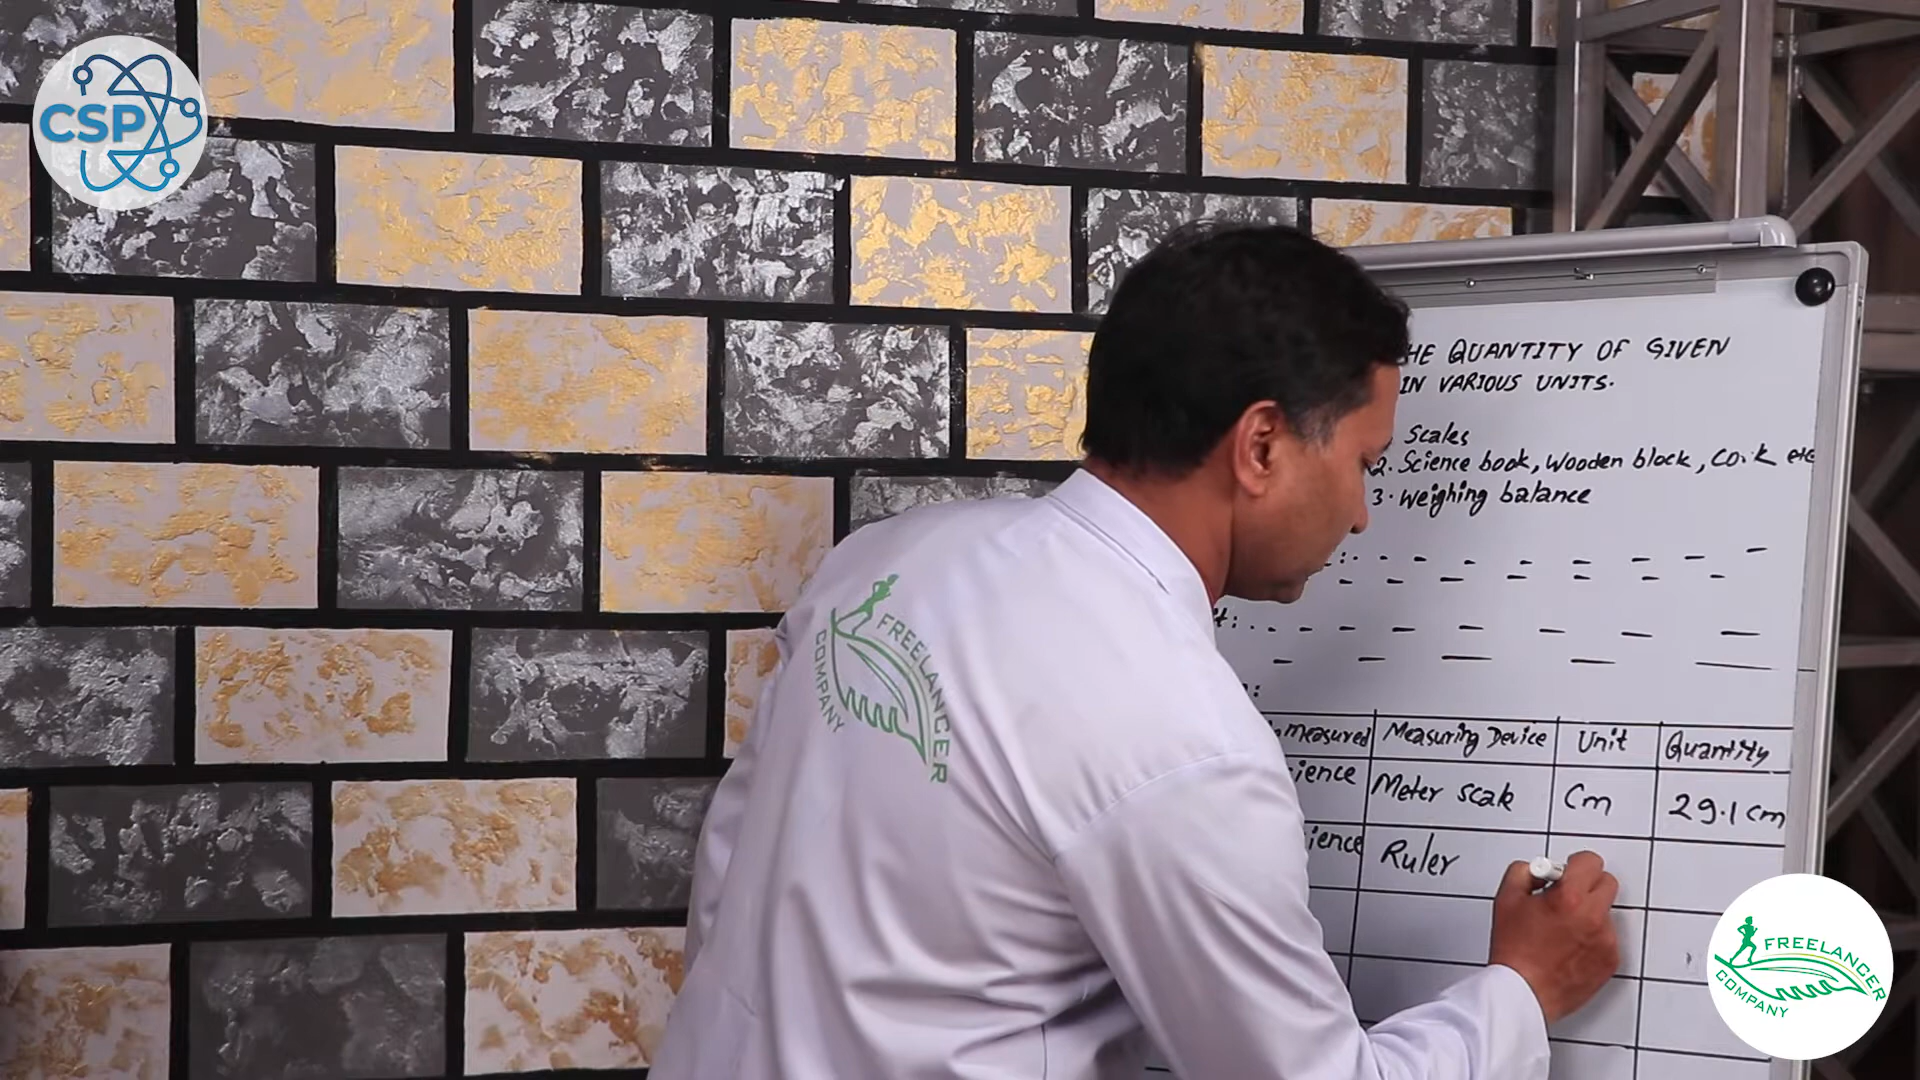 CSP
HE QUANTITY OF GIVEN
IN VARIOUS UNITS.
Scales
2. Science book, Wooden block, Cork etc
3. Weighing balance
t:
FREELANCER
COMPANY
Measured Measuring Device Unit Quantity
ience Meter scale Cm 29.1 cm
ience Ruler
FREELANCER
COMPANY